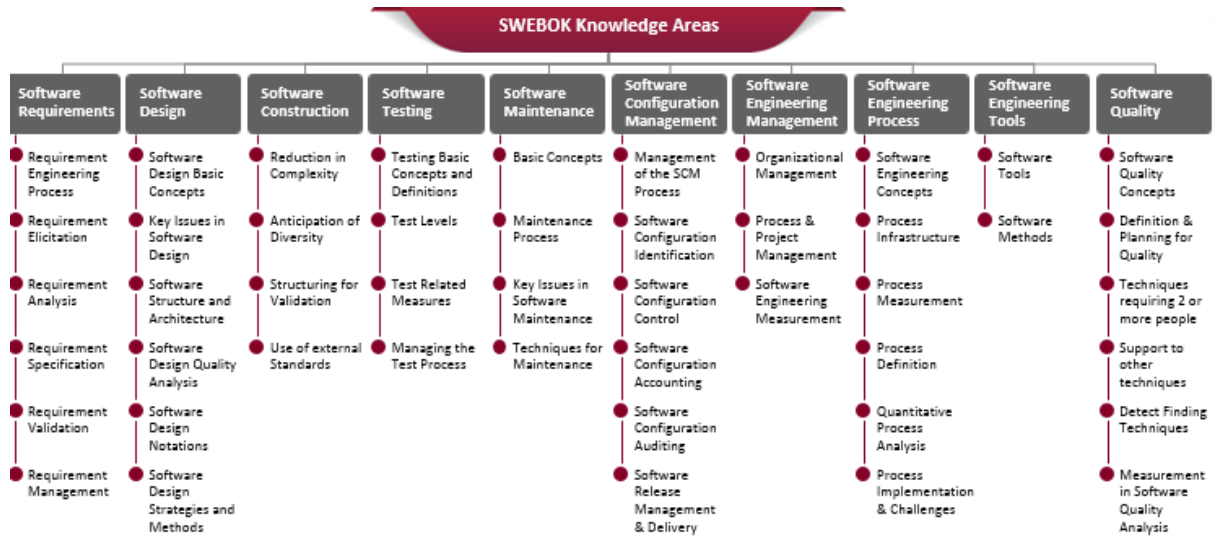 SWEBOK Knowledge Areas
Software
Requirements
Requirement
Engineering
Process
Requirement
Elicitation
Requirement
Analysis
Requirement
Specification
Requirement
Validation
Requirement
Management
Software
Design
Software
Design Basic
Concepts
Key Issues in
Software
Design
Software
Structure and
Architecture
Software
Design Quality
Analysis
Software
Design
Notations
Software
Design
Strategies and
Methods
Software
Construction
Reduction in
Complexity
Anticipation of
Diversity
Structuring for
Validation
Use of external
Standards
Software
Testing
Testing Basic
Concepts and
Definitions
Test Levels
Test Related
Measures
Managing the
Test Process
Software
Maintenance
Basic Concepts
Maintenance
Process
Key Issues in
Software
Maintenance
Techniques for
Maintenance
Software
Configuration
Management
Management
of the SCM
Process
Software
Configuration
Identification
Software
Configuration
Control
Software
Configuration
Accounting
Software
Configuration
Auditing
Software
Release
Management
& Delivery
Software
Engineering
Management
Organizational
Management
Process &
Project
Management
Software
Engineering
Measurement
Software
Engineering
Process
Software
Engineering
Concepts
Process
Infrastructure
Process
Measurement
Process
Definition
Quantitative
Process
Analysis
Process
Implementation
& Challenges
Software
Engineering
Tools
Software
Tools
Software
Methods
Software
Quality
Software
Quality
Concepts
Definition &
Planning for
Quality
Techniques
requiring 2 or
more people
Support to
other
techniques
Detect Finding
Techniques
Measurement
in Software
Quality
Analysis